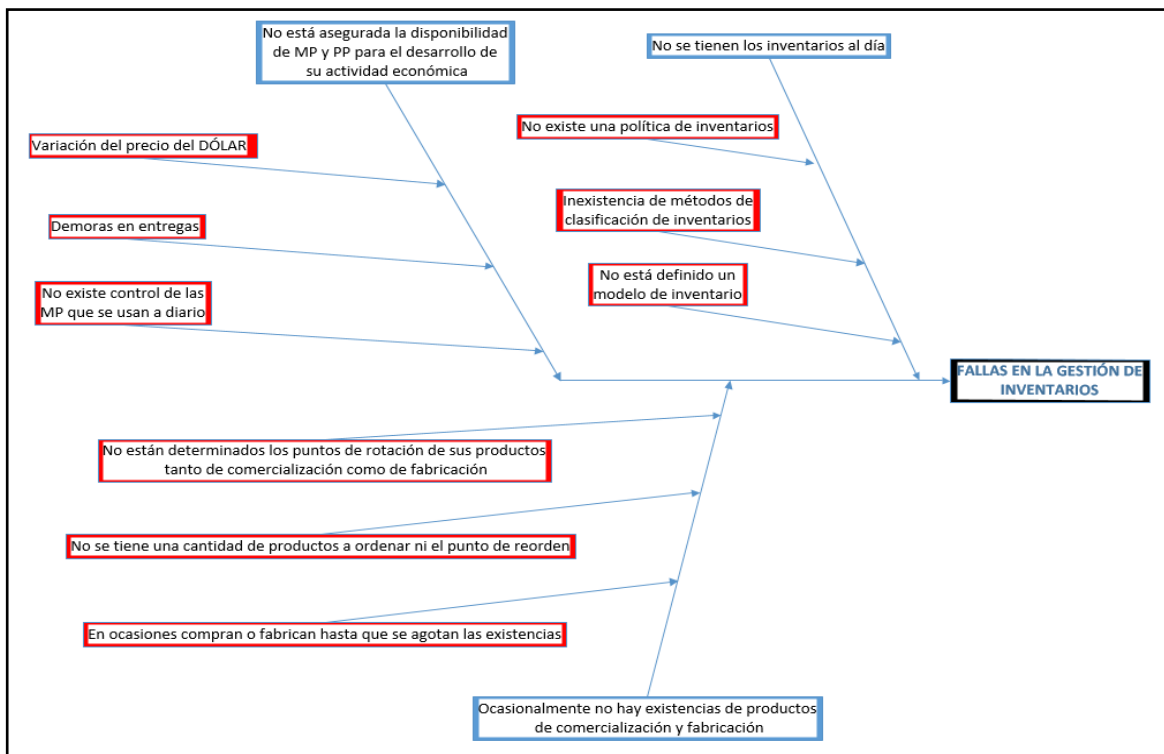 No está asegurada la disponibilidad
de MP y PP para el desarrollo de
su actividad económica
No se tienen los inventarios al día
Variación del precio del DÓLAR
No existe una política de inventarios
Demoras en entregas
Inexistencia de métodos de
clasificación de inventarios
No existe control de las
MP que se usan a diario
No está definido un
modelo de inventario
FALLAS EN LA GESTIÓN DE
INVENTARIOS
No están determinados los puntos de rotación de sus productos
tanto de comercialización como de fabricación
No se tiene una cantidad de productos a ordenar ni el punto de reorden
En ocasiones compran o fabrican hasta que se agotan las existencias
Ocasionalmente no hay existencias de productos
de comercialización y fabricación